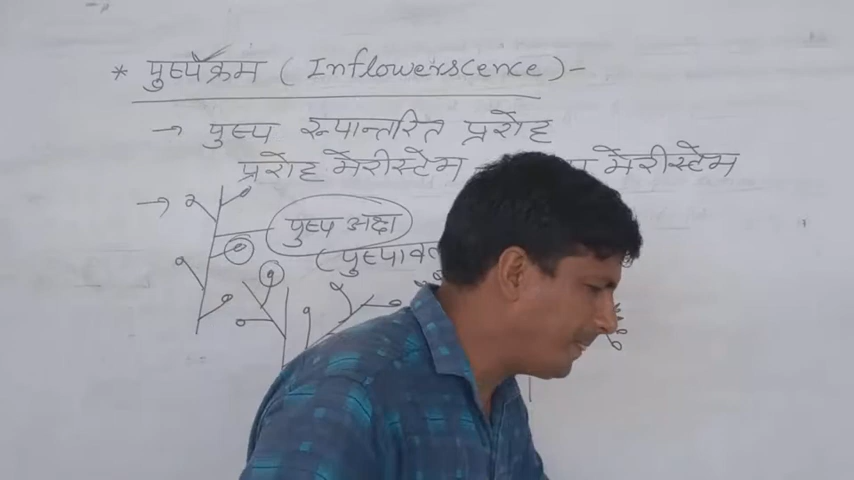 * पुष्पक्रम ( Inflowerscence ) -
→ पुष्प रूपान्तरित प्ररोह
प्ररोह मेरीस्टेम मेरीस्टेम
→ पुष्प अक्ष